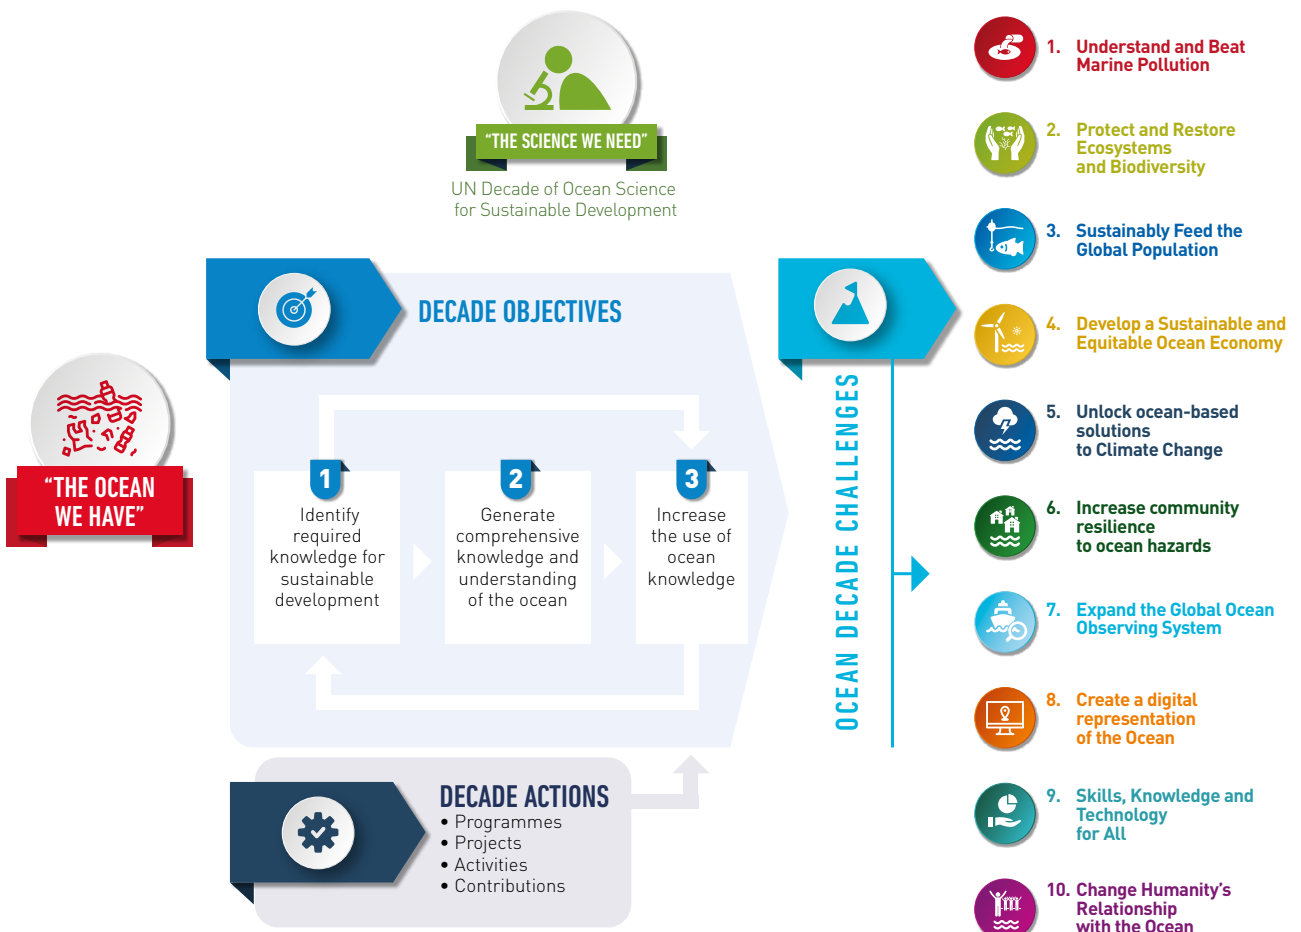 “THE SCIENCE WE NEED”
UN Decade of Ocean Science
for Sustainable Development
“THE OCEAN
WE HAVE”
DECADE OBJECTIVES
1
Identify
required
knowledge for
sustainable
development
2
Generate
comprehensive
knowledge and
understanding
of the ocean
3
Increase
the use of
ocean
knowledge
DECADE ACTIONS
• Programmes
• Projects
• Activities
• Contributions
OCEAN DECADE CHALLENGES
1. Understand and Beat
Marine Pollution
2. Protect and Restore
Ecosystems
and Biodiversity
3. Sustainably Feed the
Global Population
4. Develop a Sustainable and
Equitable Ocean Economy
5. Unlock ocean-based
solutions
to Climate Change
6. Increase community
resilience
to ocean hazards
7. Expand the Global Ocean
Observing System
8. Create a digital
representation
of the Ocean
9. Skills, Knowledge and
Technology
for All
10. Change Humanity’s
Relationship
with the Ocean